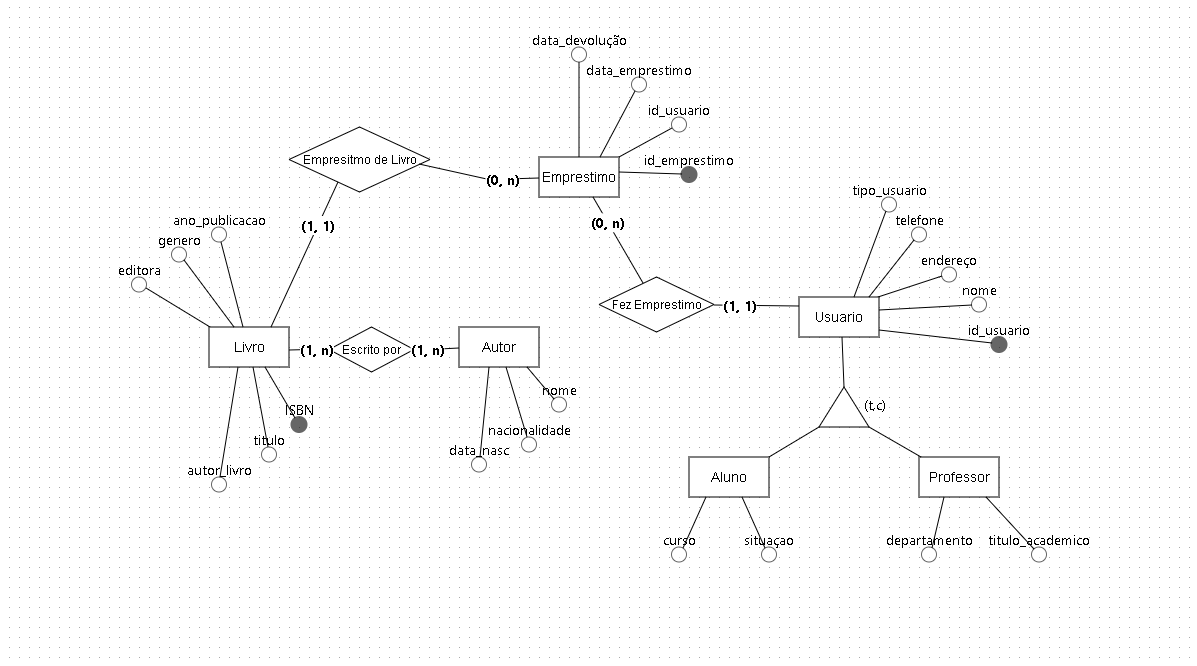 data_devolução
data_emprestimo
id_usuario
Empresitmo de Livro
id_emprestimo
(0, n)
Emprestimo
tipo_usuario
ano_publicacao
(1, 1)
(0, n)
telefone
genero
endereço
editora
nome
Fez Emprestimo
(1, 1)
Usuario
id_usuario
Livro
(1, n)
Escrito por
(1, n)
Autor
nome
(t,c)
ISBN
nacionalidade
titulo
data_nasc
autor_livro
Aluno
Professor
curso
situaçao
departamento
titulo_academico